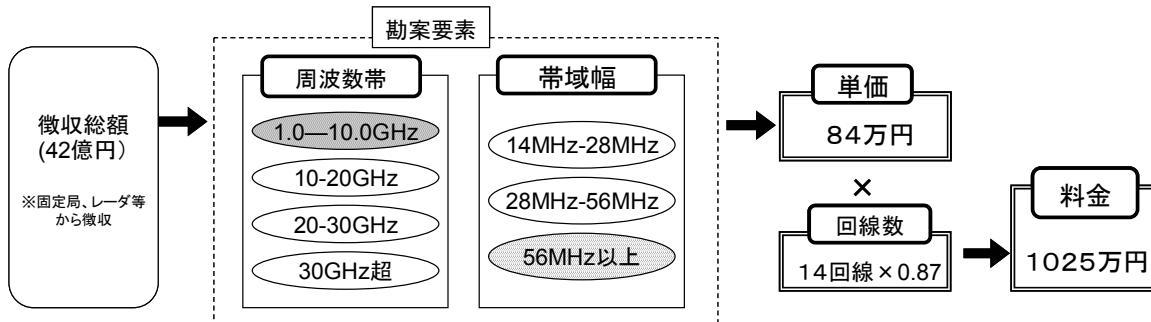 勘案要素
徴収総額
(42億円）
※固定局、レーダ等
から徴収
周波数帯
1.0―10.0GHz
10-20GHz
20-30GHz
30GHz超
帯域幅
14MHz-28MHz
28MHz-56MHz
56MHz以上
単価
８４万円
×
回線数
１４回線×0.87
料金
１０２５万円